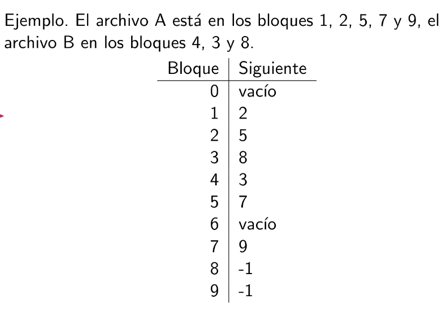 Ejemplo. El archivo A está en los bloques 1, 2, 5, 7 y 9, el
archivo B en los bloques 4, 3 y 8.
Bloque Siguiente
0 vacío
1 2
2 5
3 8
4 3
5 7
6 vacío
7 9
8 -1
9 -1